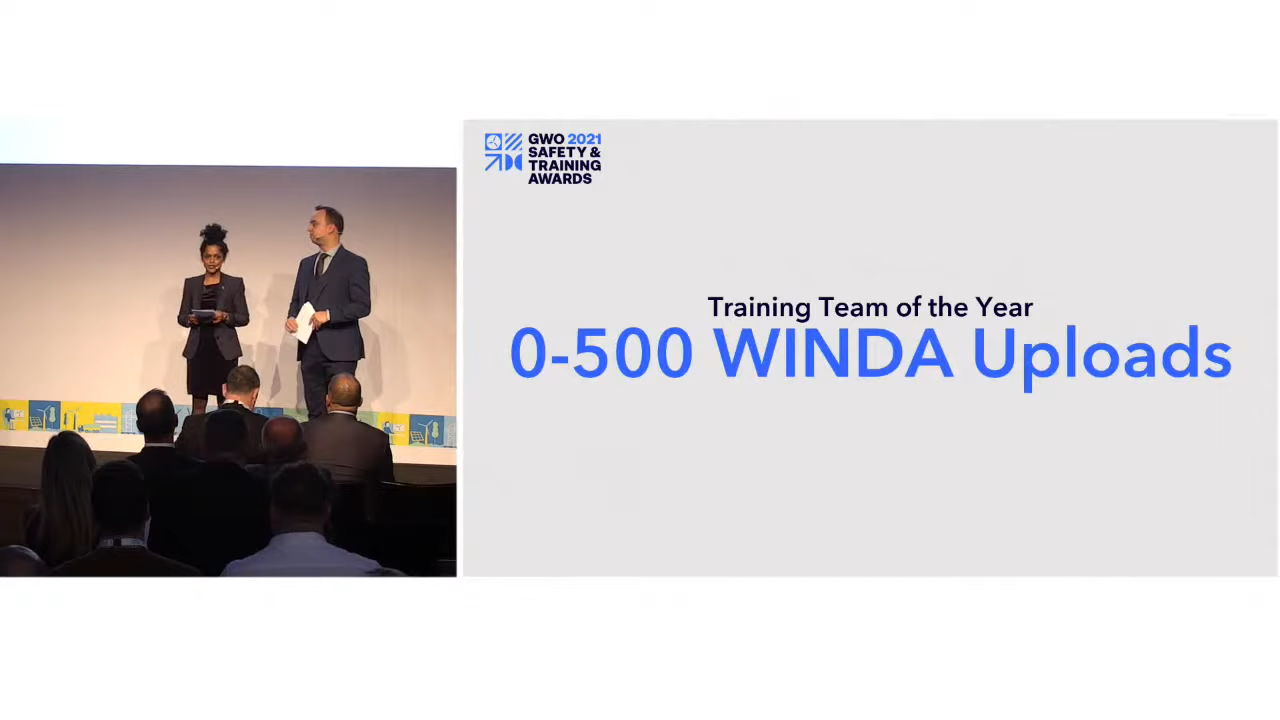 GWO 2021
SAFETY &
TRAINING
AWARDS
Training Team of the Year
0-500 WINDA Uploads